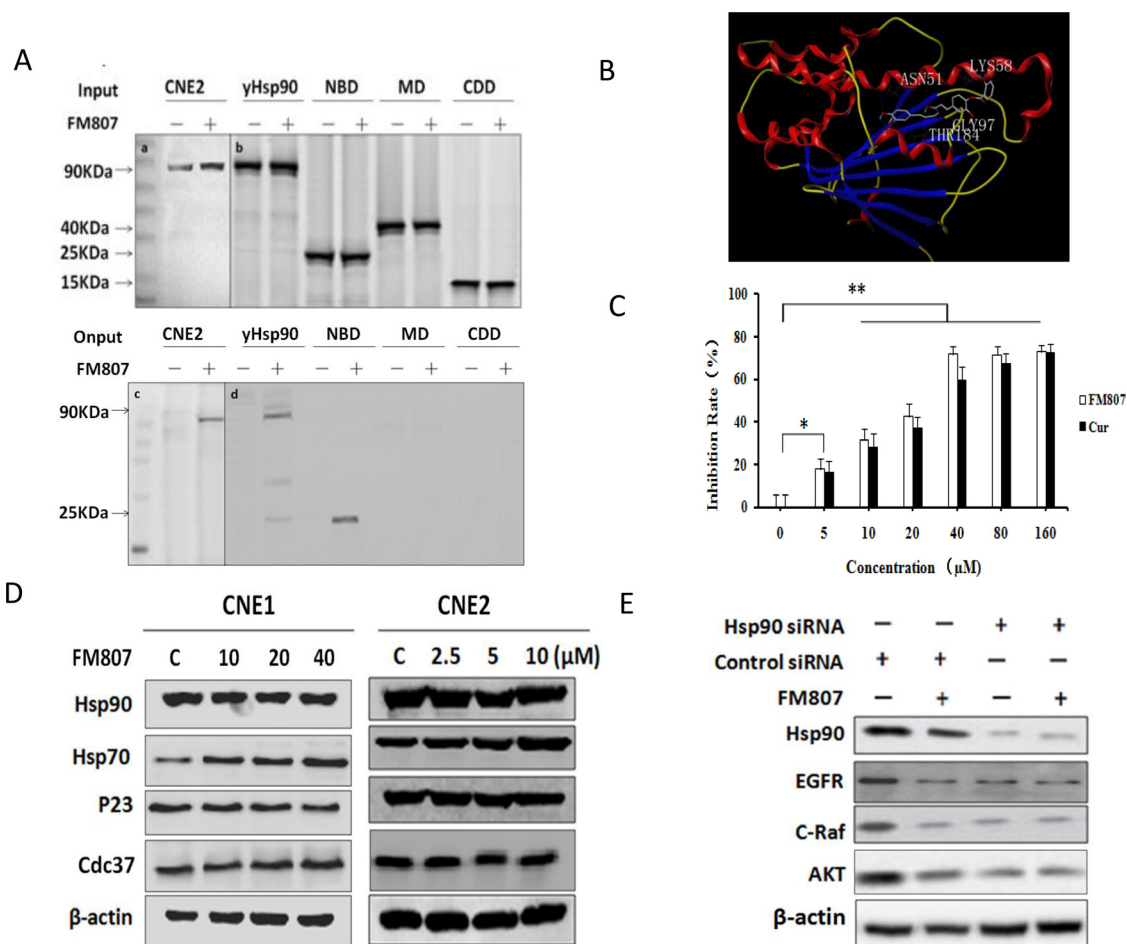 A
Input CNE2 yHsp90 NBD MD CDD
FM807 − + − + − + − + − +
a b
90KDa
40KDa
25KDa
15KDa
Onput CNE2 yHsp90 NBD MD CDD
FM807 − + − + − + − + − +
c d
90KDa
25KDa
B
ASN51
LYS58
GLY97
THR184
C
Inhibition Rate (%)
100
80
60
40
20
0
**
*
FM807
Cur
0 5 10 20 40 80 160
Concentration (μM)
D
CNE1 CNE2
FM807 C 10 20 40 C 2.5 5 10 (μM)
Hsp90
Hsp70
P23
Cdc37
β-actin
E
Hsp90 siRNA − − + +
Control siRNA + + − −
FM807 − + − +
Hsp90
EGFR
C-Raf
AKT
β-actin